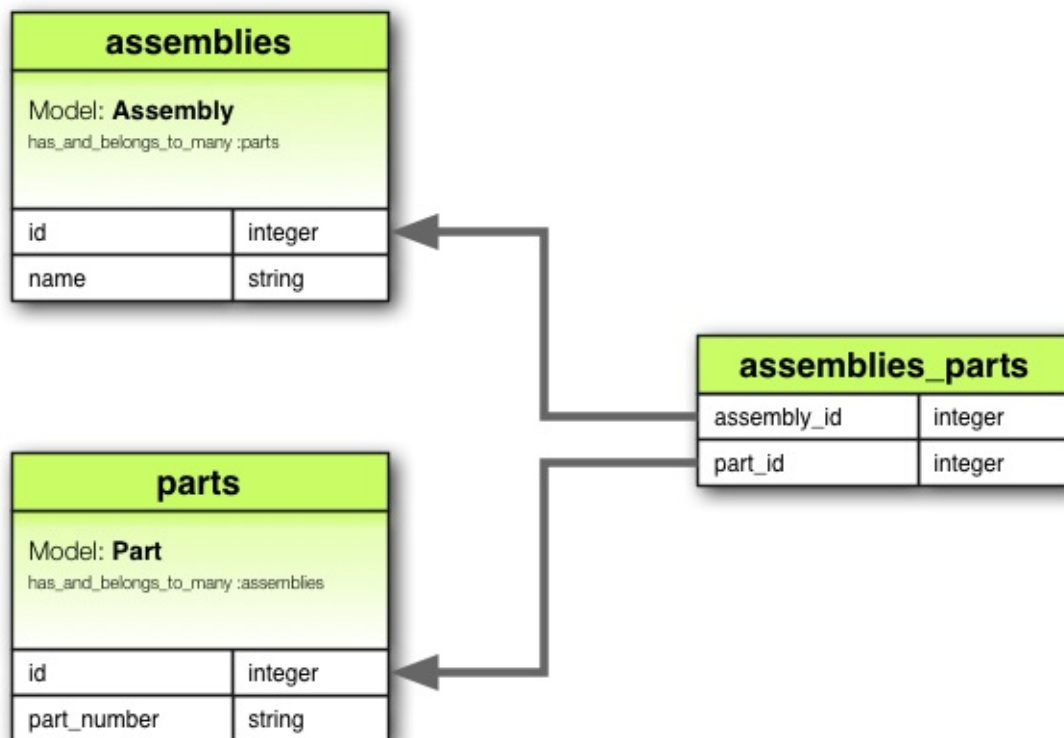 assemblies
Model: Assembly
has_and_belongs_to_many :parts
id integer
name string
assemblies_parts
assembly_id integer
part_id integer
parts
Model: Part
has_and_belongs_to_many :assemblies
id integer
part_number string